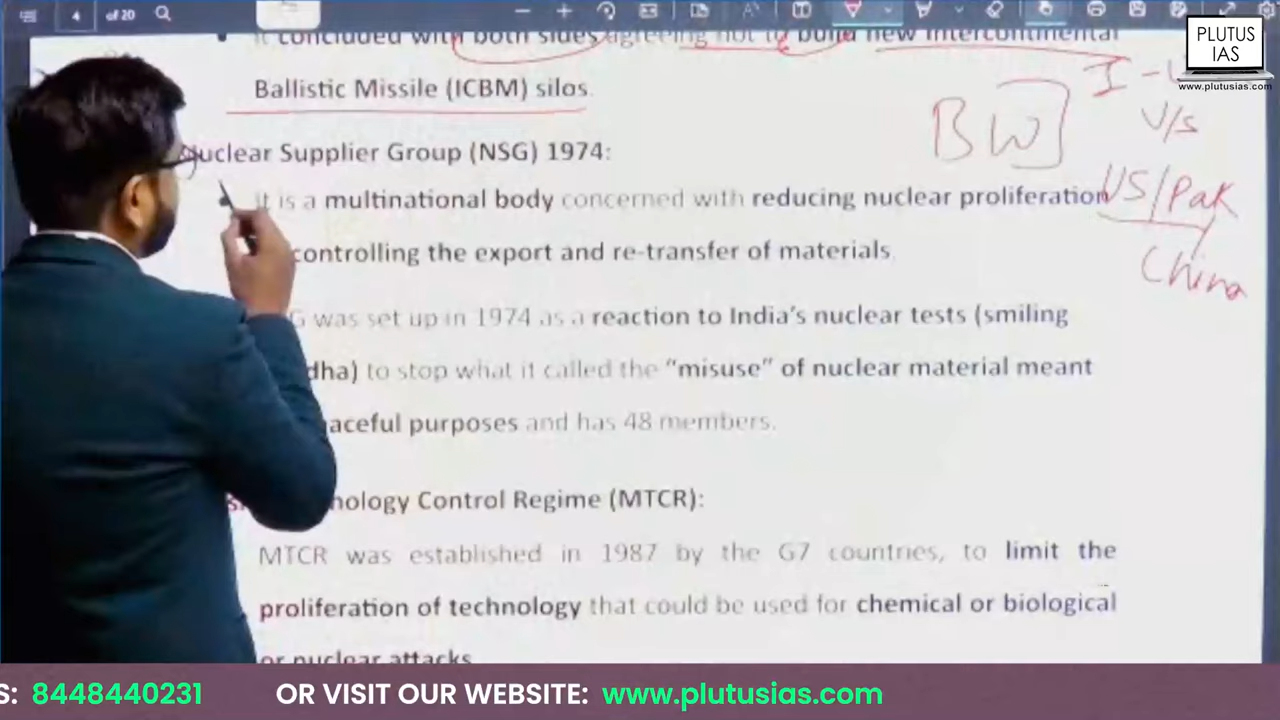 4 of 20
PLUTUS
IAS
www.plutusias.com
It concluded with both sides agreeing not to build new Intercontinental
Ballistic Missile (ICBM) silos.
I -
V/s
BW
US/Pak
China
Nuclear Supplier Group (NSG) 1974:
It is a multinational body concerned with reducing nuclear proliferation
controlling the export and re-transfer of materials.
G was set up in 1974 as a reaction to India's nuclear tests (smiling
dha) to stop what it called the "misuse" of nuclear material meant
aceful purposes and has 48 members.
nology Control Regime (MTCR):
MTCR was established in 1987 by the G7 countries, to limit the
proliferation of technology that could be used for chemical or biological
or nuclear attacks
S: 8448440231 OR VISIT OUR WEBSITE: www.plutusias.com